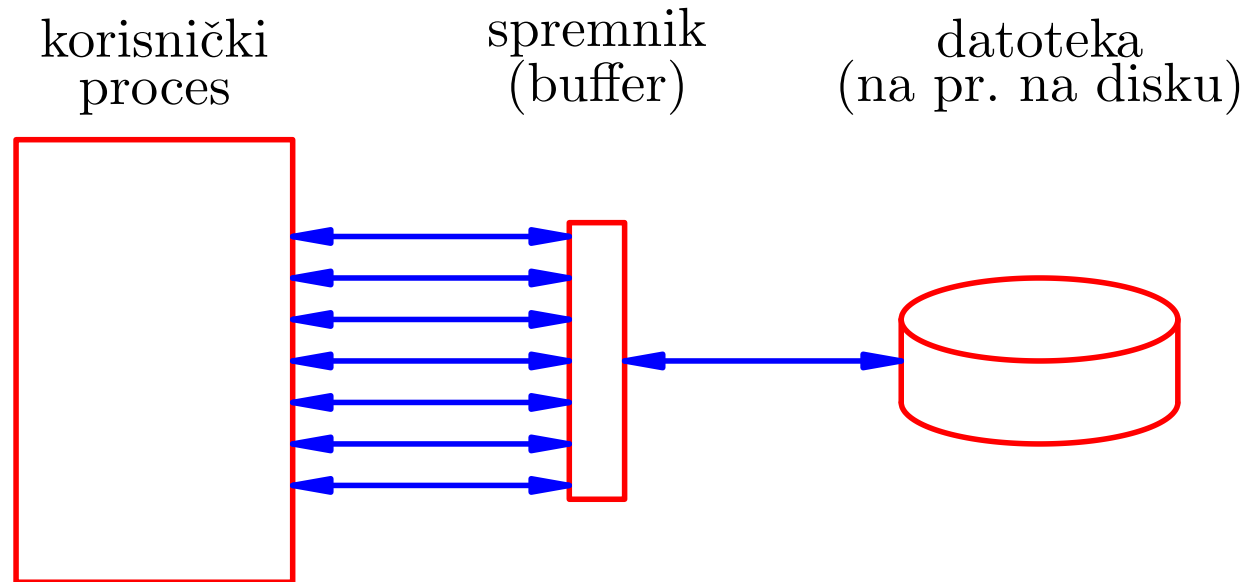 korisnički
proces
spremnik
(buffer)
datoteka
(na pr. na disku)